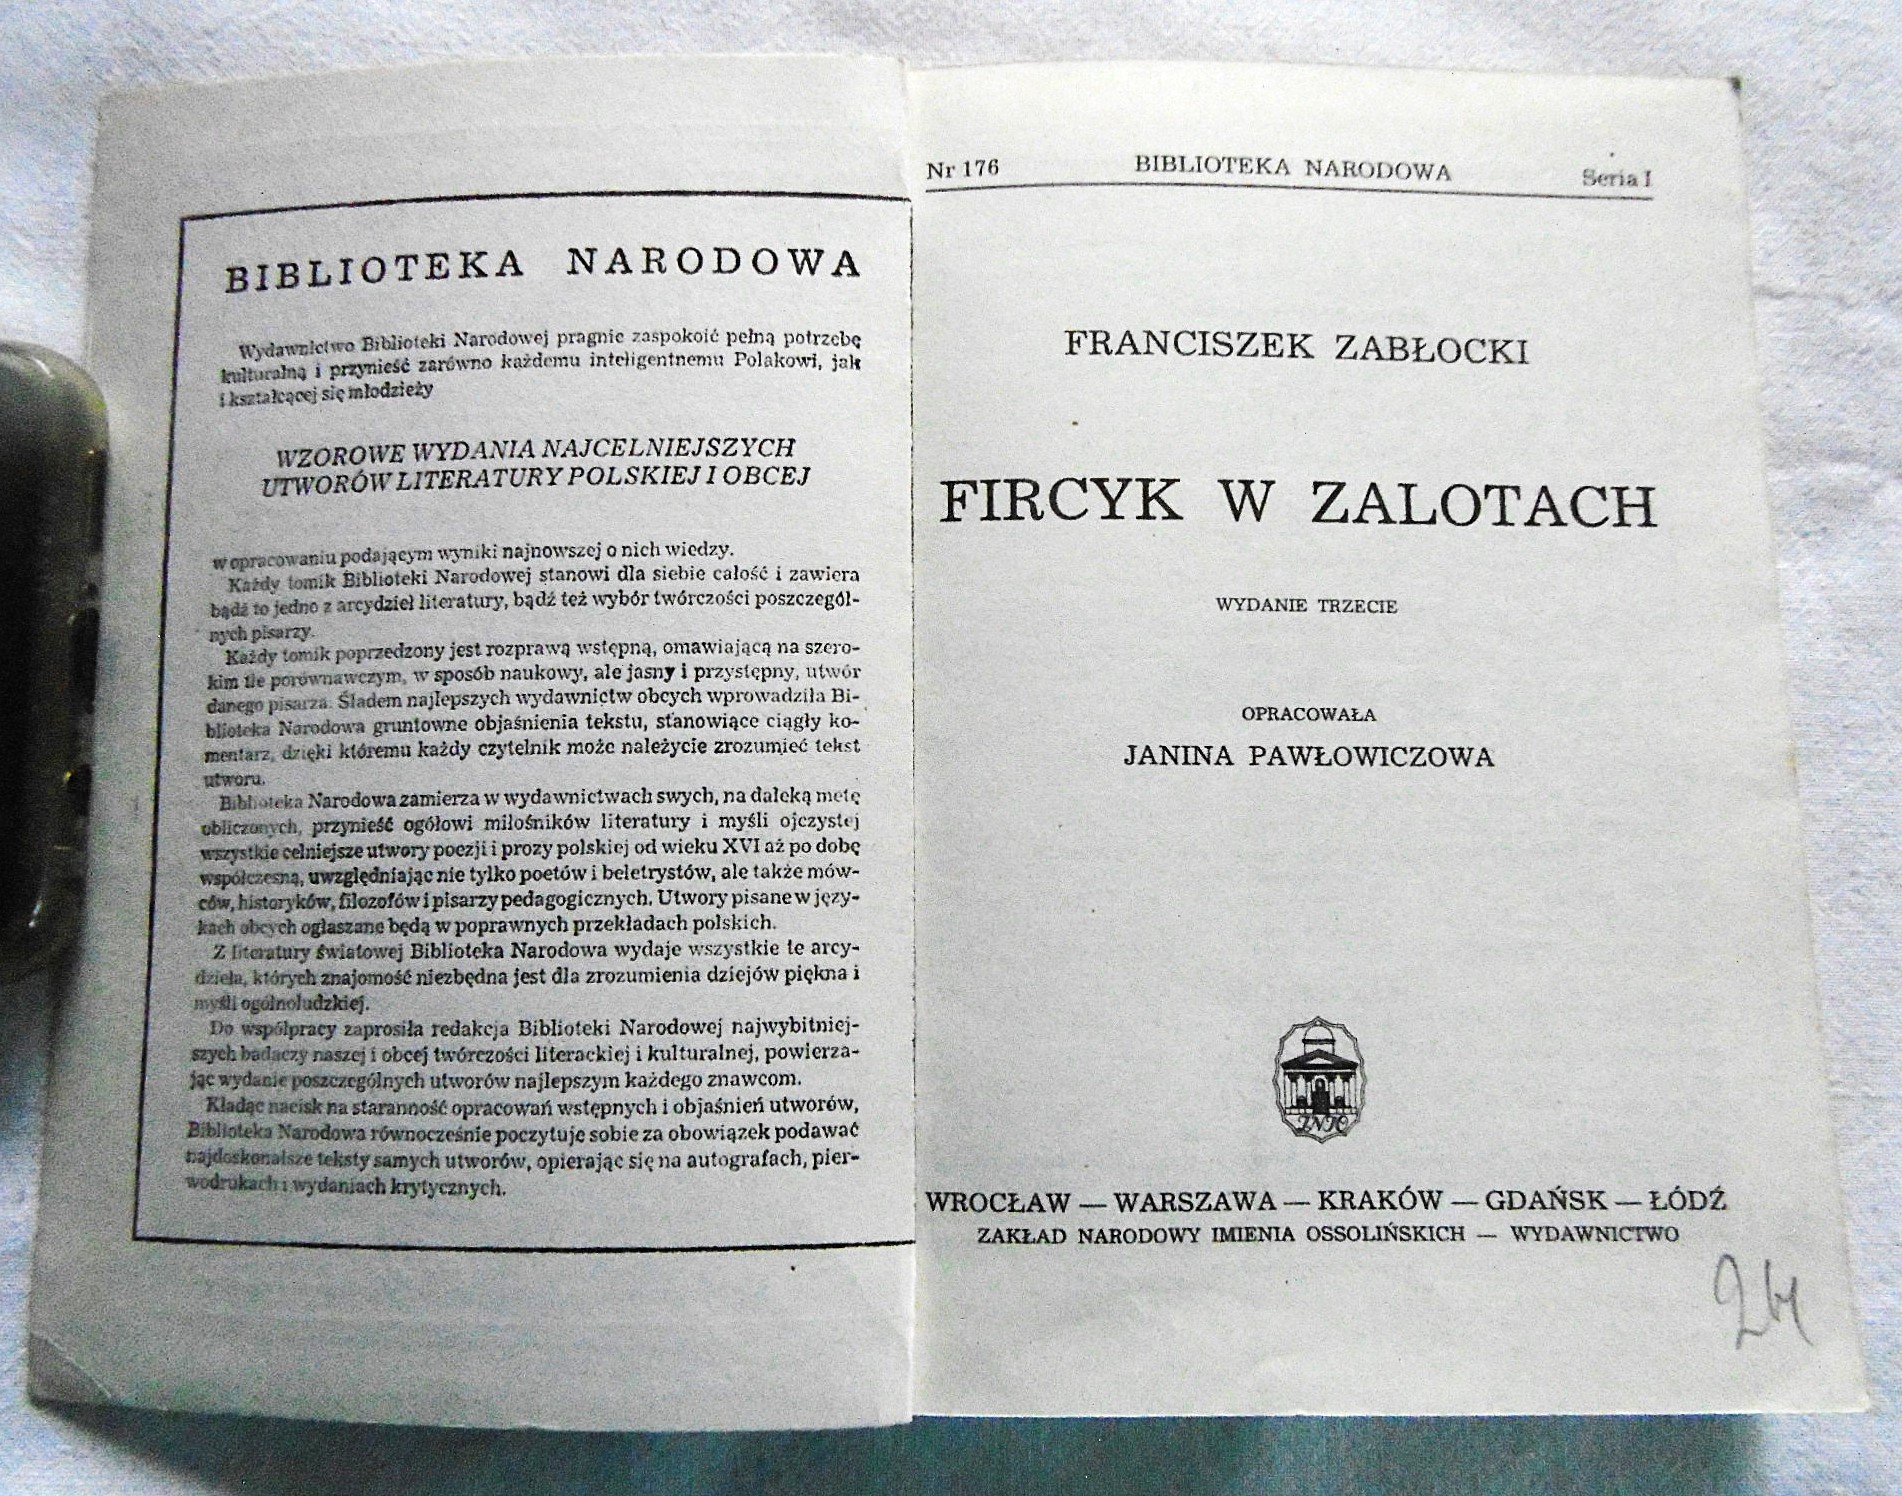 BIBLIOTEKA NARODOWA
Wydawnictwo Biblioteki Narodowej pragnie zaspokoić pełną potrzebę
kulturalną i przynieść zarówno każdemu inteligentnemu Polakowi, jak
i kształcącej się młodzieży
WZOROWE WYDANIA NAJCELNIEJSZYCH
UTWORÓW LITERATURY POLSKIEJ I OBCEJ
w opracowaniu podającym wyniki najnowszej o nich wiedzy.
Każdy tomik Biblioteki Narodowej stanowi dla siebie całość i zawiera
bądź to jedno z arcydzieł literatury, bądź też wybór twórczości poszczegól-
nych pisarzy.
Każdy tomik poprzedzony jest rozprawą wstępną, omawiającą na szero-
kim tle porównawczym, w sposób naukowy, ale jasny i przystępny, utwór
danego pisarza. Śladem najlepszych wydawnictw obcych wprowadziła Bi-
blioteka Narodowa gruntowne objaśnienia tekstu, stanowiące ciągły ko-
mentarz, dzięki któremu każdy czytelnik może należycie zrozumieć tekst
utworu.
Biblioteka Narodowa zamierza w wydawnictwach swych, na daleką metę
obliczonych, przynieść ogółowi miłośników literatury i myśli ojczystej
wszystkie celniejsze utwory poezji i prozy polskiej od wieku XVI aż po dobę
współczesną, uwzględniając nie tylko poetów i beletrystów, ale także mów-
ców, historyków, filozofów i pisarzy pedagogicznych. Utwory pisane w języ-
kach obcych ogłaszane będą w poprawnych przekładach polskich.
Z literatury światowej Biblioteka Narodowa wydaje wszystkie te arcy-
dzieła, których znajomość niezbędna jest dla zrozumienia dziejów piękna i
myśli ogólnoludzkiej.
Do współpracy zaprosiła redakcja Biblioteki Narodowej najwybitniej-
szych badaczy naszej i obcej twórczości literackiej i kulturalnej, powierza-
jąc wydanie poszczególnych utworów najlepszym każdego znawcom.
Kładąc nacisk na staranność opracowań wstępnych i objaśnień utworów,
Biblioteka Narodowa równocześnie poczytuje sobie za obowiązek podawać
najdoskonalsze teksty samych utworów, opierając się na autografach, pier-
wodrukach i wydaniach krytycznych.
Nr 176 BIBLIOTEKA NARODOWA Seria I
FRANCISZEK ZABŁOCKI
FIRCYK W ZALOTACH
WYDANIE TRZECIE
OPRACOWAŁA
JANINA PAWŁOWICZOWA
ZNIO
WROCŁAW — WARSZAWA — KRAKÓW — GDAŃSK — ŁÓDŹ
ZAKŁAD NARODOWY IMIENIA OSSOLIŃSKICH — WYDAWNICTWO